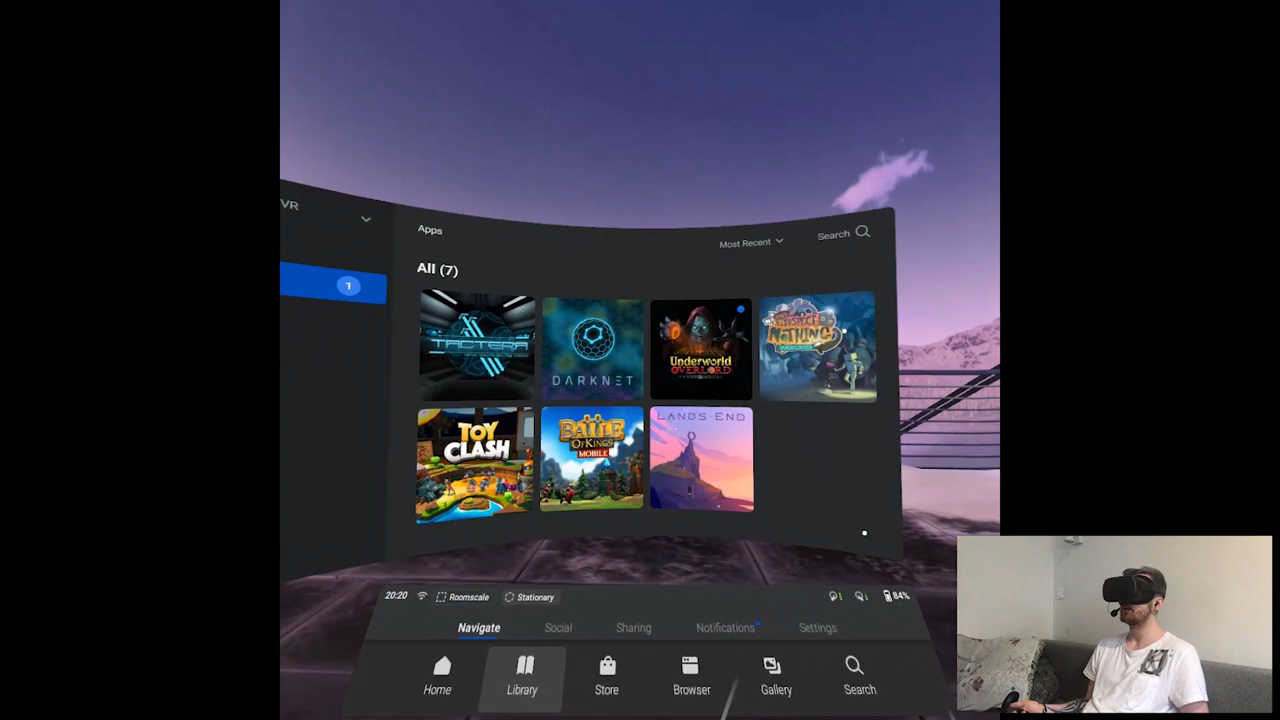 VR
Apps
Most Recent
Search
All (7)
1
TACTERA
DARKNET
Underworld
OVERLORD
NOTHING
TOY
CLASH
BATTLE
OF KINGS
MOBILE
LANDS END
20:20
Roomscale
Stationary
84%
Navigate
Social
Sharing
Notifications
Settings
Home
Library
Store
Browser
Gallery
Search